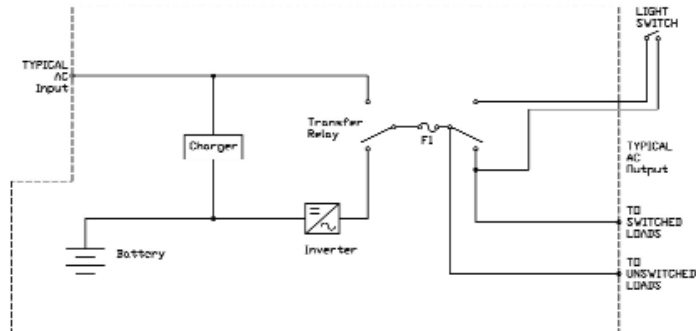 LIGHT
SWITCH
TYPICAL
AC
Input
Transfer
Relay
F1
Charger
TYPICAL
AC
Output
TO
SWITCHED
LOADS
Battery
Inverter
TO
UNSWITCHED
LOADS